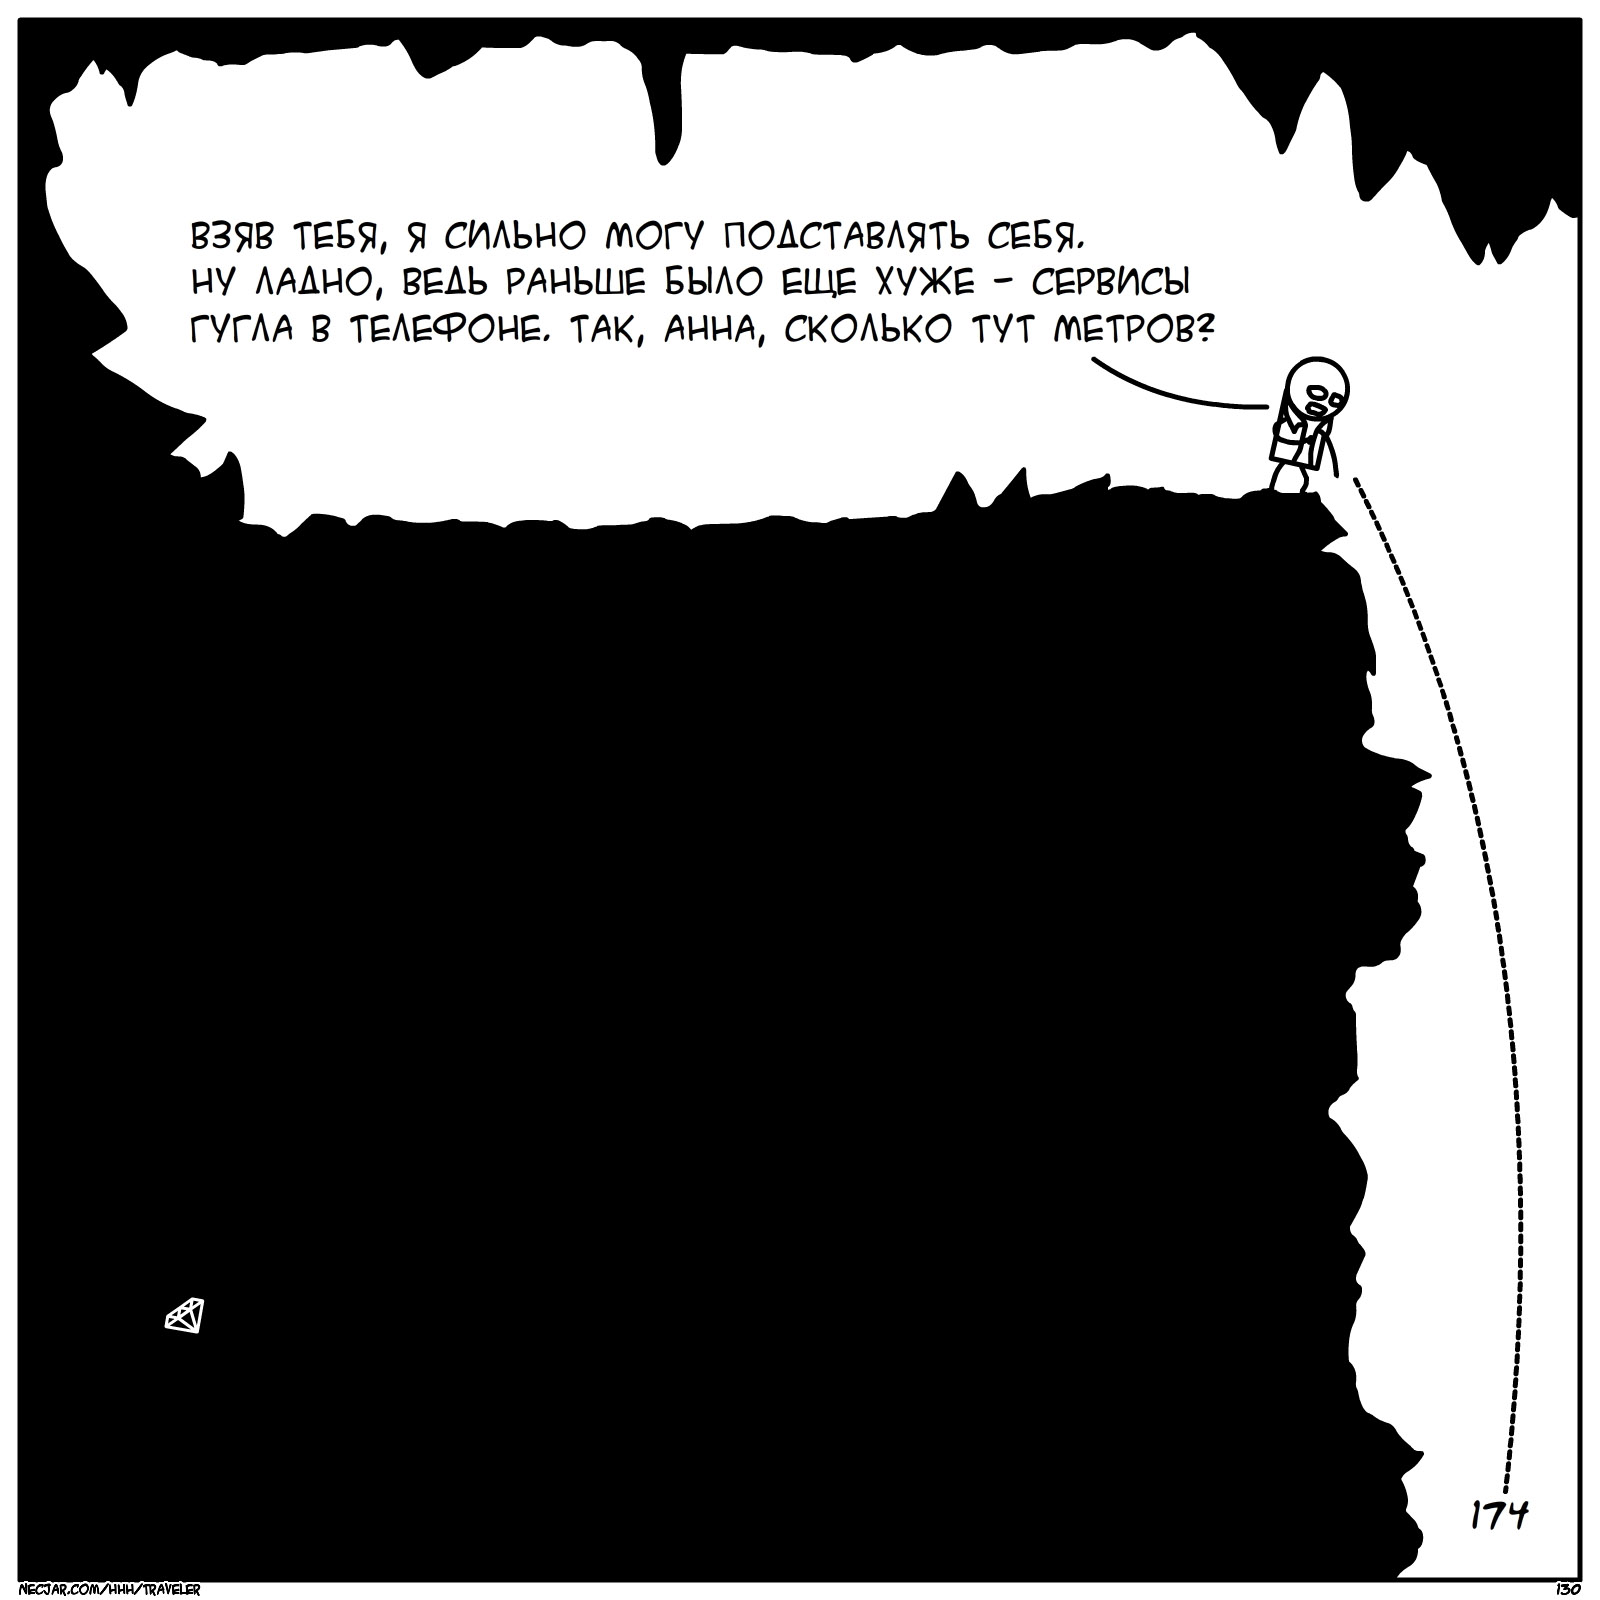 ВЗЯВ ТЕБЯ, Я СИЛЬНО МОГУ ПОДСТАВЛЯТЬ СЕБЯ.
НУ ЛАДНО, ВЕДЬ РАНЬШЕ БЫЛО ЕЩЕ ХУЖЕ – СЕРВИСЫ
ГУГЛА В ТЕЛЕФОНЕ. ТАК, АННА, СКОЛЬКО ТУТ МЕТРОВ?
174
NECJAR.COM/HHH/TRAVELER
130